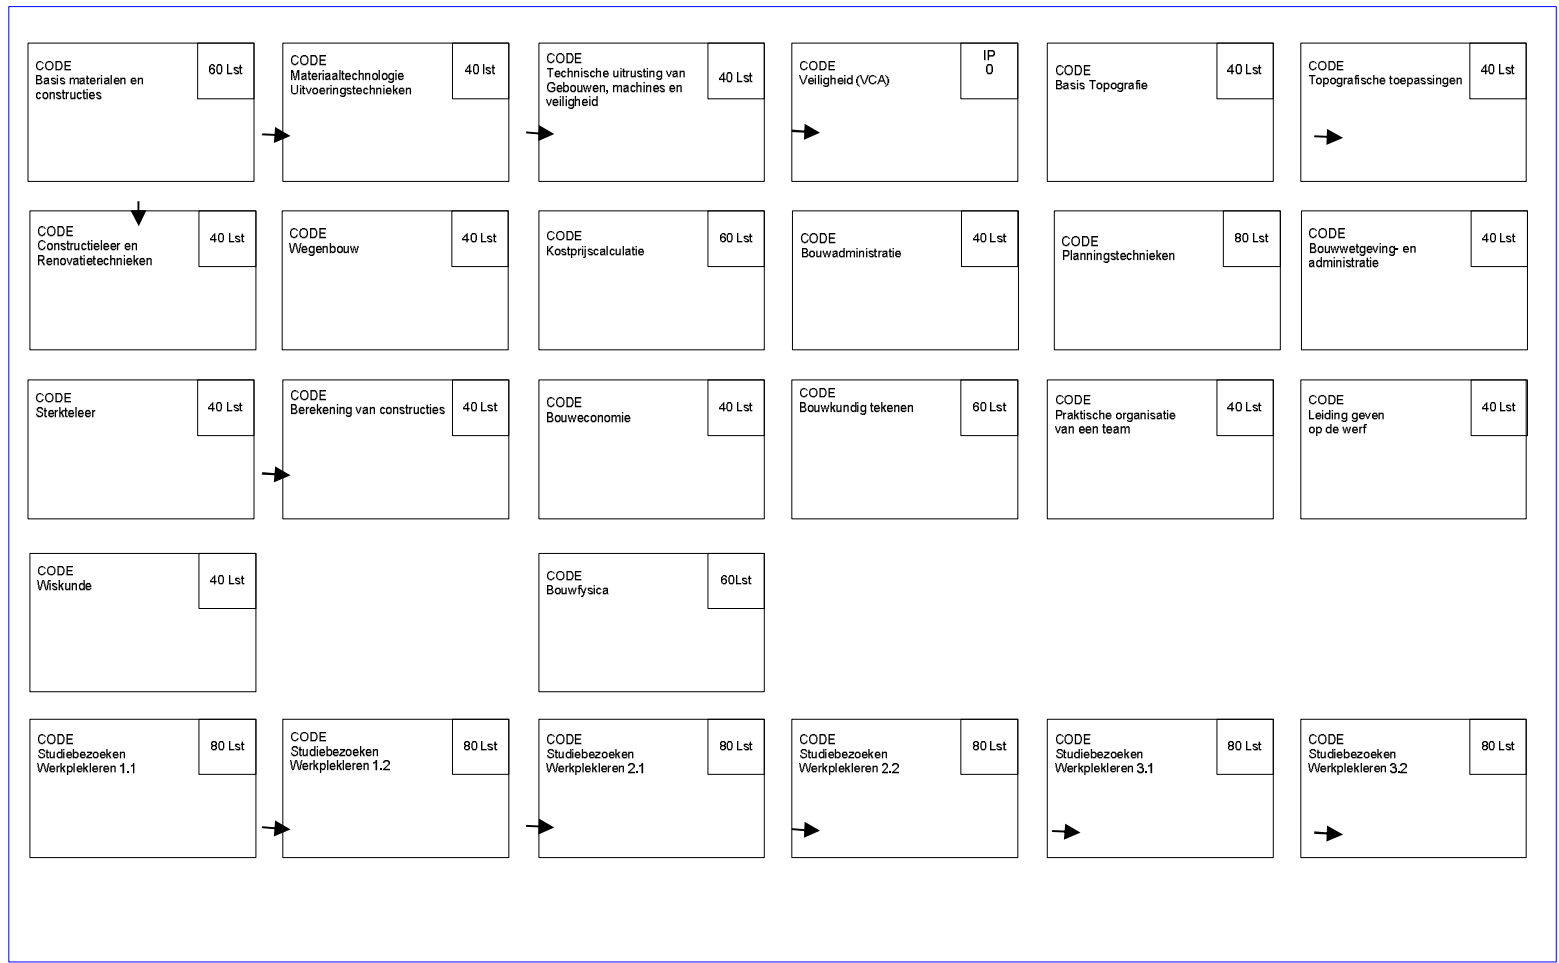 CODE
Basis materialen en
constructies
60 Lst
CODE
Materiaaltechnologie
Uitvoeringstechnieken
40 lst
CODE
Technische uitrusting van
Gebouwen, machines en
veiligheid
40 Lst
CODE
Veiligheid (VCA)
IP
0
CODE
Basis Topografie
40 Lst
CODE
Topografische toepassingen
40 Lst
CODE
Constructieleer en
Renovatietechnieken
40 Lst
CODE
Wegenbouw
40 Lst
CODE
Kostprijscalculatie
60 Lst
CODE
Bouwadministratie
40 Lst
CODE
Planningstechnieken
80 Lst
CODE
Bouwwetgeving- en
administratie
40 Lst
CODE
Sterkteleer
40 Lst
CODE
Berekening van constructies
40 Lst
CODE
Bouweconomie
40 Lst
CODE
Bouwkundig tekenen
60 Lst
CODE
Praktische organisatie
van een team
40 Lst
CODE
Leiding geven
op de werf
40 Lst
CODE
Wiskunde
40 Lst
CODE
Bouwfysica
60Lst
CODE
Studiebezoeken
Werkplekleren 1.1
80 Lst
CODE
Studiebezoeken
Werkplekleren 1.2
80 Lst
CODE
Studiebezoeken
Werkplekleren 2.1
80 Lst
CODE
Studiebezoeken
Werkplekleren 2.2
80 Lst
CODE
Studiebezoeken
Werkplekleren 3.1
80 Lst
CODE
Studiebezoeken
Werkplekleren 3.2
80 Lst